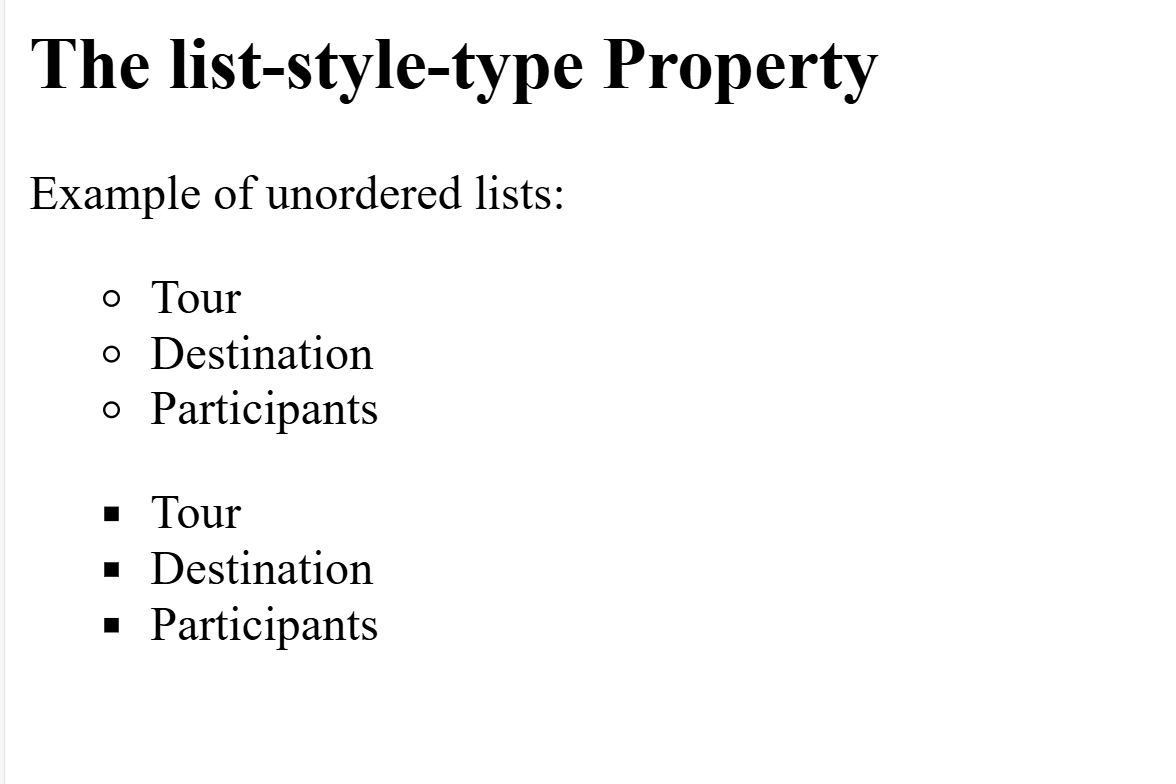 The list-style-type Property
Example of unordered lists:
Tour
Destination
Participants
Tour
Destination
Participants